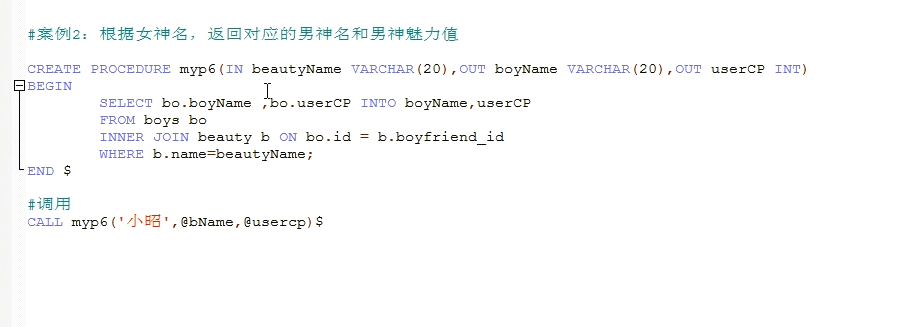 #案例2：根据女神名，返回对应的男神名和男神魅力值
CREATE PROCEDURE myp6(IN beautyName VARCHAR(20),OUT boyName VARCHAR(20),OUT userCP INT)
BEGIN
SELECT bo.boyName ,bo.userCP INTO boyName,userCP
FROM boys bo
INNER JOIN beauty b ON bo.id = b.boyfriend_id
WHERE b.name=beautyName;
END $
#调用
CALL myp6('小昭',@bName,@usercp)$